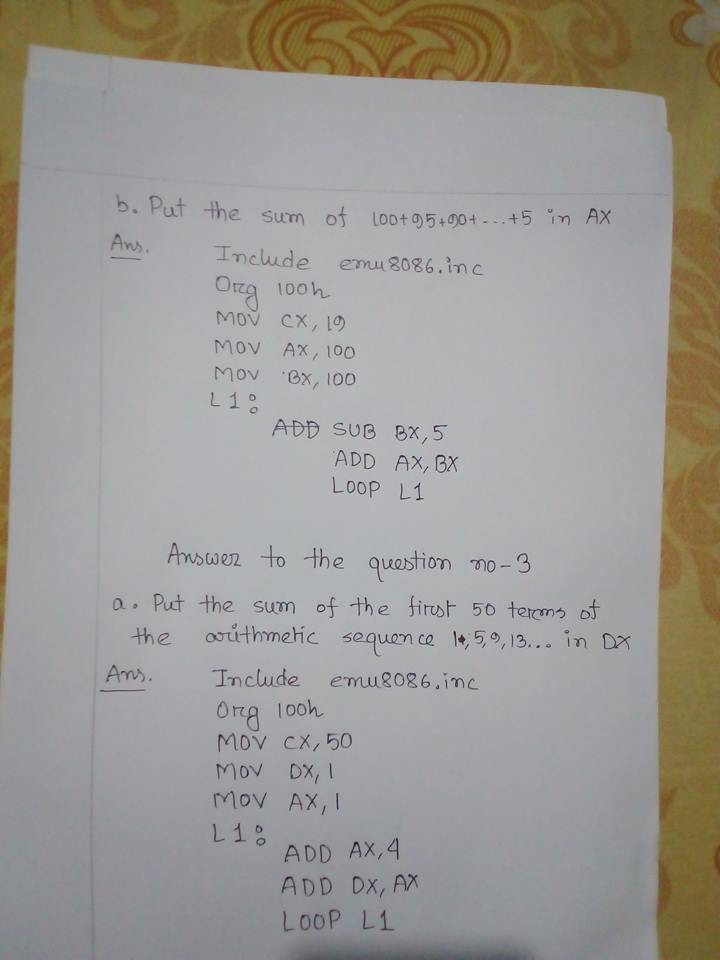 b. Put the sum of 100+95+90+...+5 in AX
Ans. Include emu8086.inc
Org 100h
MOV CX, 19
MOV AX, 100
MOV BX, 100
L1:
ADD SUB BX, 5
ADD AX, BX
LOOP L1
Answer to the question no-3
a. Put the sum of the first 50 terms of
the arithmetic sequence 1,5,9,13... in DX
Ans. Include emu8086.inc
Org 100h
MOV CX, 50
MOV DX, 1
MOV AX, 1
L1:
ADD AX, 4
ADD DX, AX
LOOP L1